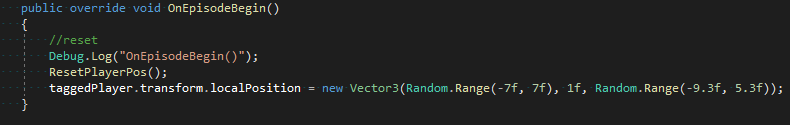 public override void OnEpisodeBegin()
{
//reset
Debug.Log("OnEpisodeBegin()");
ResetPlayerPos();
taggedPlayer.transform.localPosition = new Vector3(Random.Range(-7f, 7f), 1f, Random.Range(-9.3f, 5.3f));
}